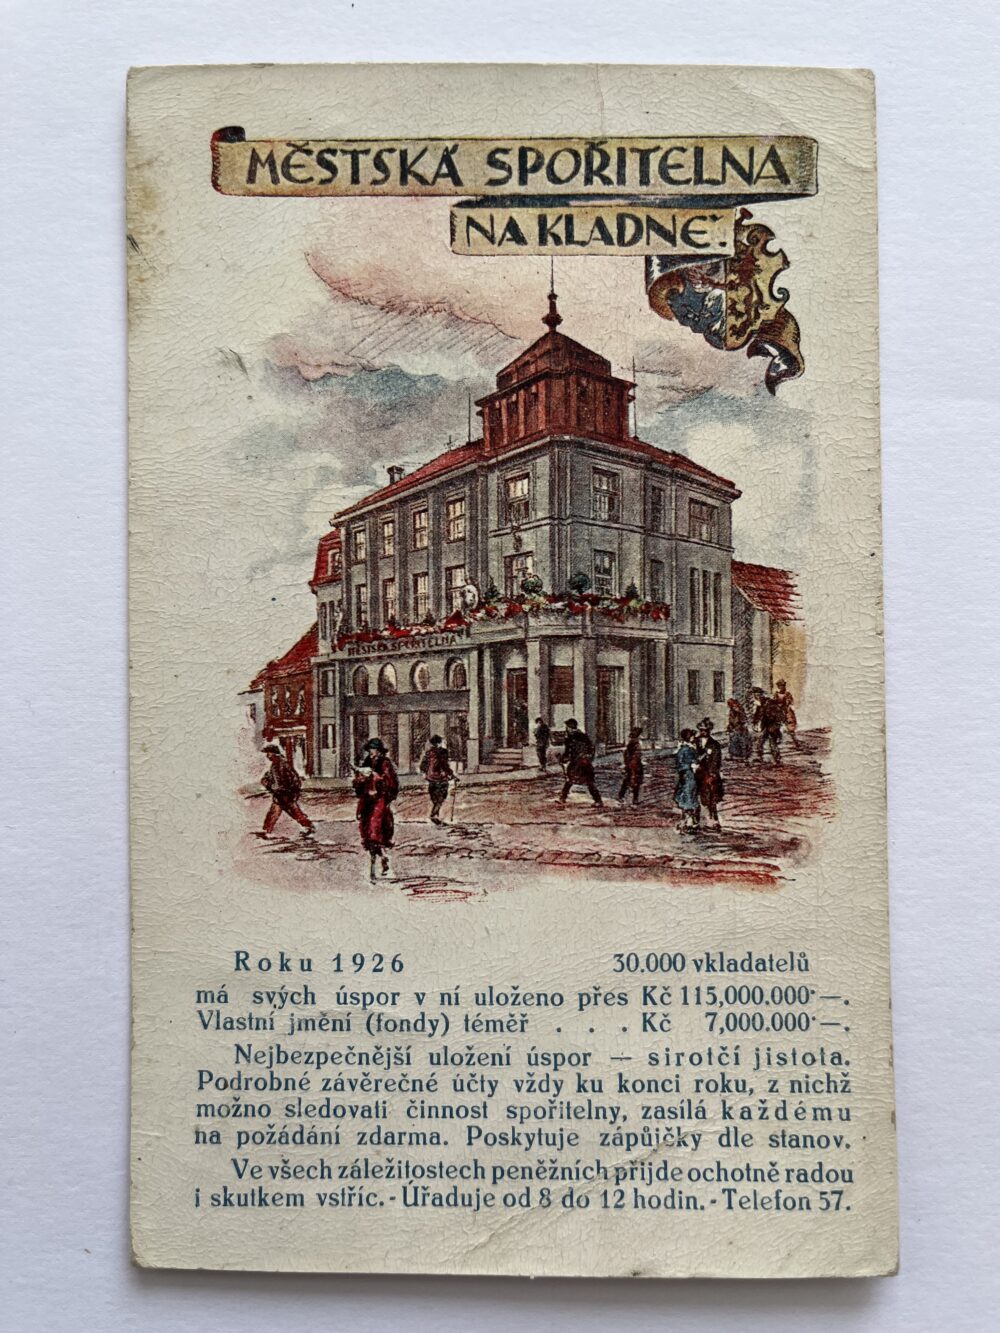 MĚSTSKÁ SPOŘITELNA
NA KLADNĚ.
MĚSTSKÁ SPOŘITELNA
Roku 1926 30.000 vkladatelů
má svých úspor v ní uloženo přes Kč 115,000.000·—.
Vlastní jmění (fondy) téměř . . . Kč 7,000.000·—.
Nejbezpečnější uložení úspor — sirotčí jistota.
Podrobné závěrečné účty vždy ku konci roku, z nichž
možno sledovati činnost spořitelny, zasílá každému
na požádání zdarma. Poskytuje zápůjčky dle stanov.
Ve všech záležitostech peněžních přijde ochotně radou
i skutkem vstříc. - Úřaduje od 8 do 12 hodin. - Telefon 57.